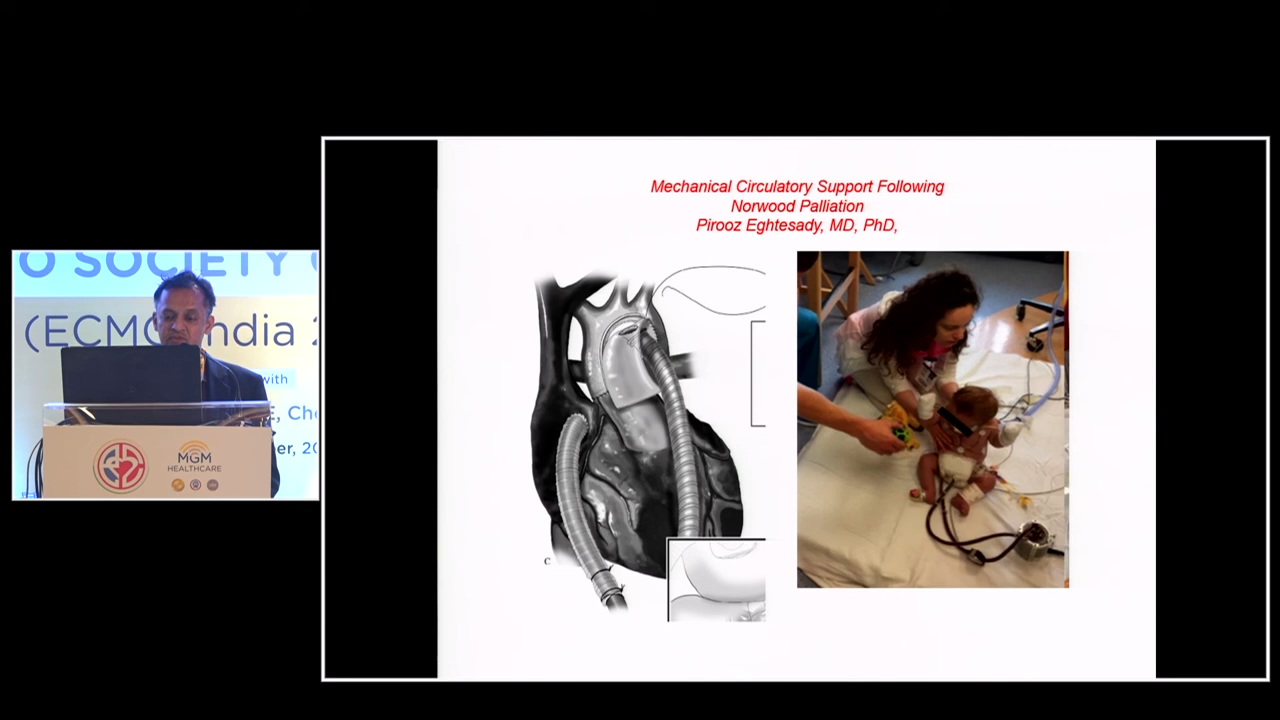 O SOCIETY
(ECMO India 2
with
E, Che
er, 20
MGM
HEALTHCARE
Mechanical Circulatory Support Following
Norwood Palliation
Pirooz Eghtesady, MD, PhD,
C